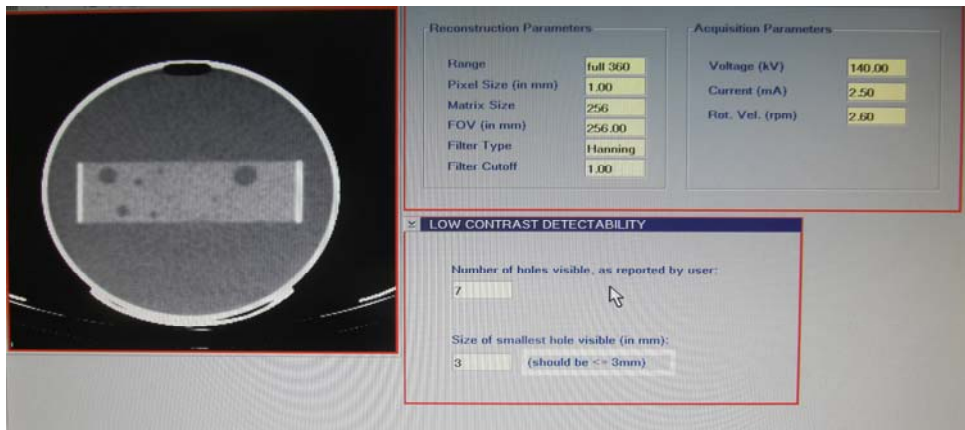 Reconstruction Parameters
Range full 360
Pixel Size (in mm) 1.00
Matrix Size 256
FOV (in mm) 256.00
Filter Type Hanning
Filter Cutoff 1.00
Acquisition Parameters
Voltage (kV) 140.00
Current (mA) 2.50
Rot. Vel. (rpm) 2.60
LOW CONTRAST DETECTABILITY
Number of holes visible, as reported by user:
7
Size of smallest hole visible (in mm):
3 (should be <= 3mm)